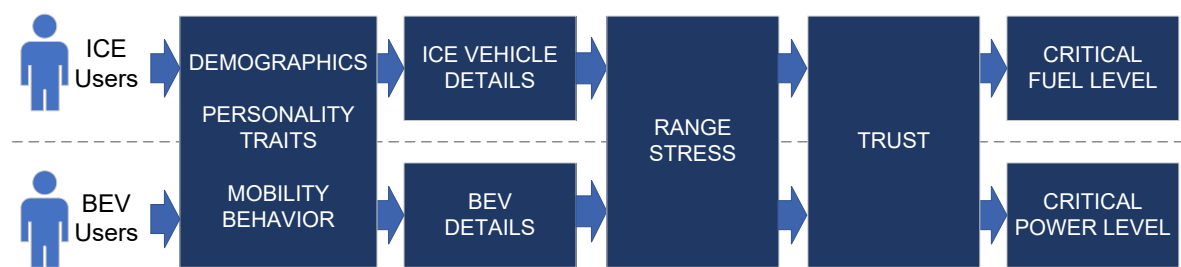 ICE
Users
DEMOGRAPHICS
PERSONALITY
TRAITS
MOBILITY
BEHAVIOR
ICE VEHICLE
DETAILS
RANGE
STRESS
TRUST
CRITICAL
FUEL LEVEL
BEV
Users
BEV
DETAILS
CRITICAL
POWER LEVEL